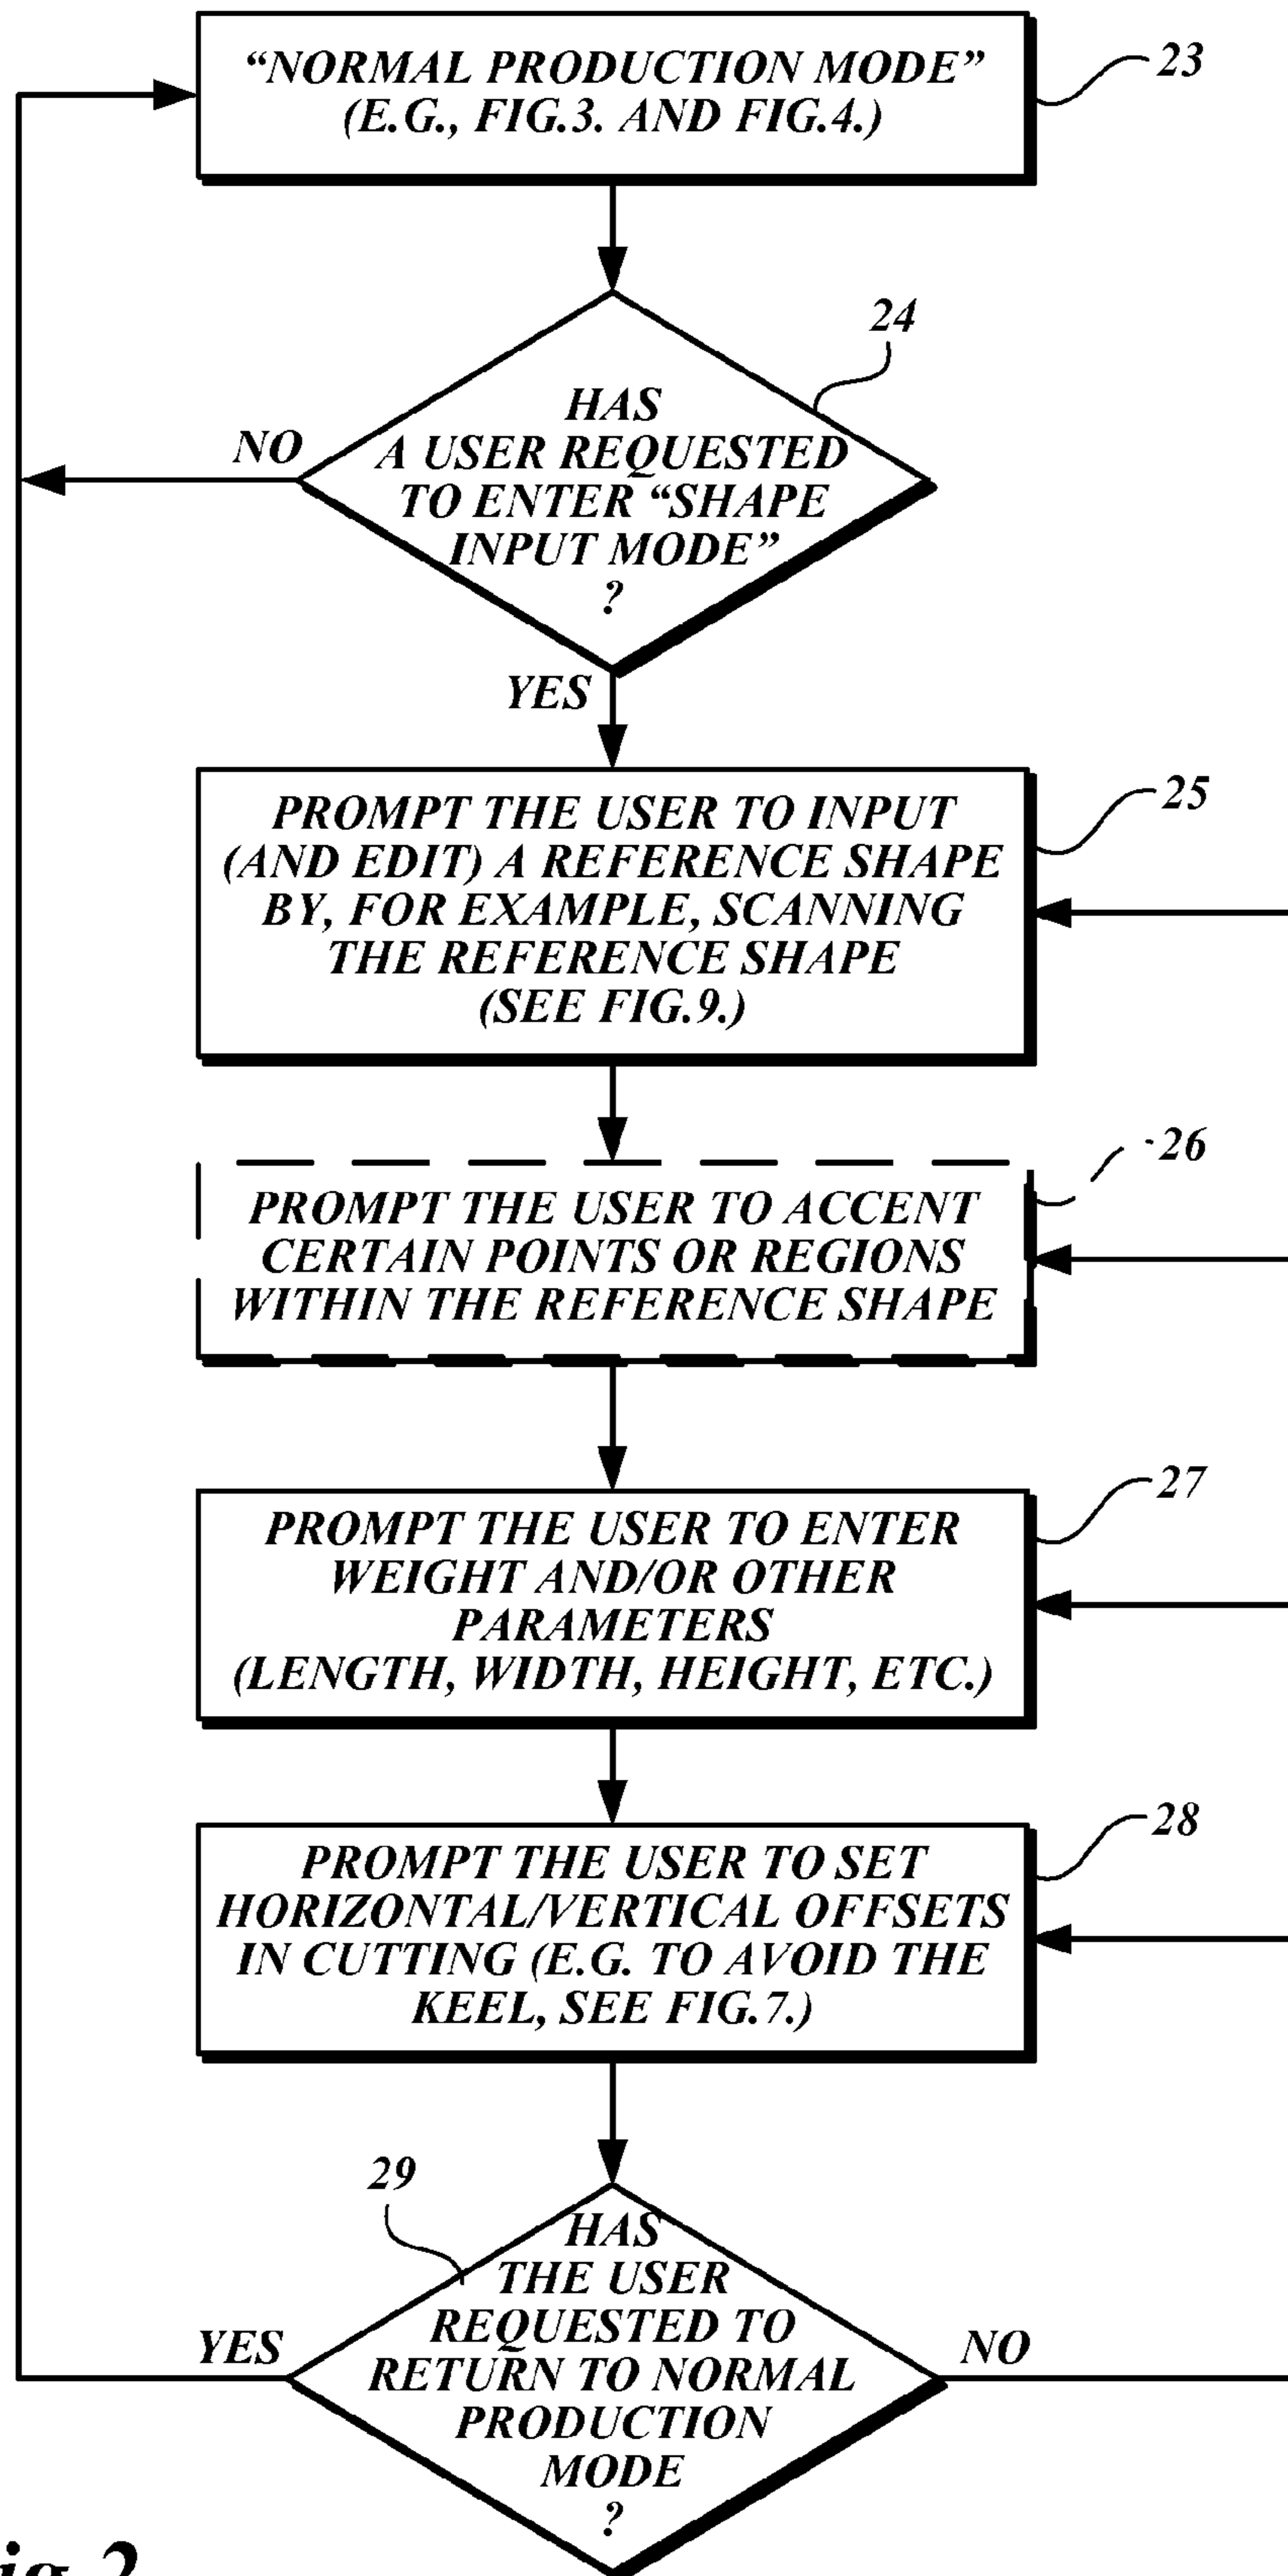 “NORMAL PRODUCTION MODE”
(E.G., FIG.3. AND FIG.4.)
23
24
HAS
A USER REQUESTED
TO ENTER “SHAPE
INPUT MODE”
?
NO
YES
25
PROMPT THE USER TO INPUT
(AND EDIT) A REFERENCE SHAPE
BY, FOR EXAMPLE, SCANNING
THE REFERENCE SHAPE
(SEE FIG.9.)
26
PROMPT THE USER TO ACCENT
CERTAIN POINTS OR REGIONS
WITHIN THE REFERENCE SHAPE
27
PROMPT THE USER TO ENTER
WEIGHT AND/OR OTHER
PARAMETERS
(LENGTH, WIDTH, HEIGHT, ETC.)
28
PROMPT THE USER TO SET
HORIZONTAL/VERTICAL OFFSETS
IN CUTTING (E.G. TO AVOID THE
KEEL, SEE FIG.7.)
29
HAS
THE USER
REQUESTED TO
RETURN TO NORMAL
PRODUCTION
MODE
?
YES
NO